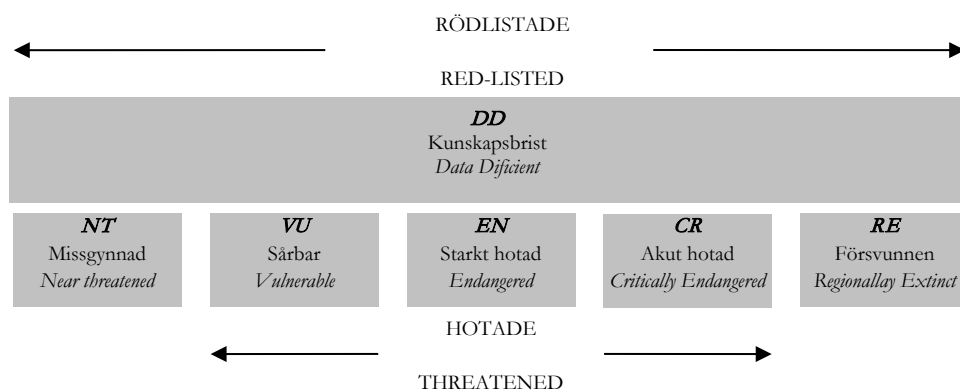 RÖDLISTADE
RED-LISTED
DD
Kunskapsbrist
Data Dificient
NT
Missgynnad
Near threatened
VU
Sårbar
Vulnerable
EN
Starkt hotad
Endangered
CR
Akut hotad
Critically Endangered
RE
Försvunnen
Regionallay Extinct
HOTADE
THREATENED